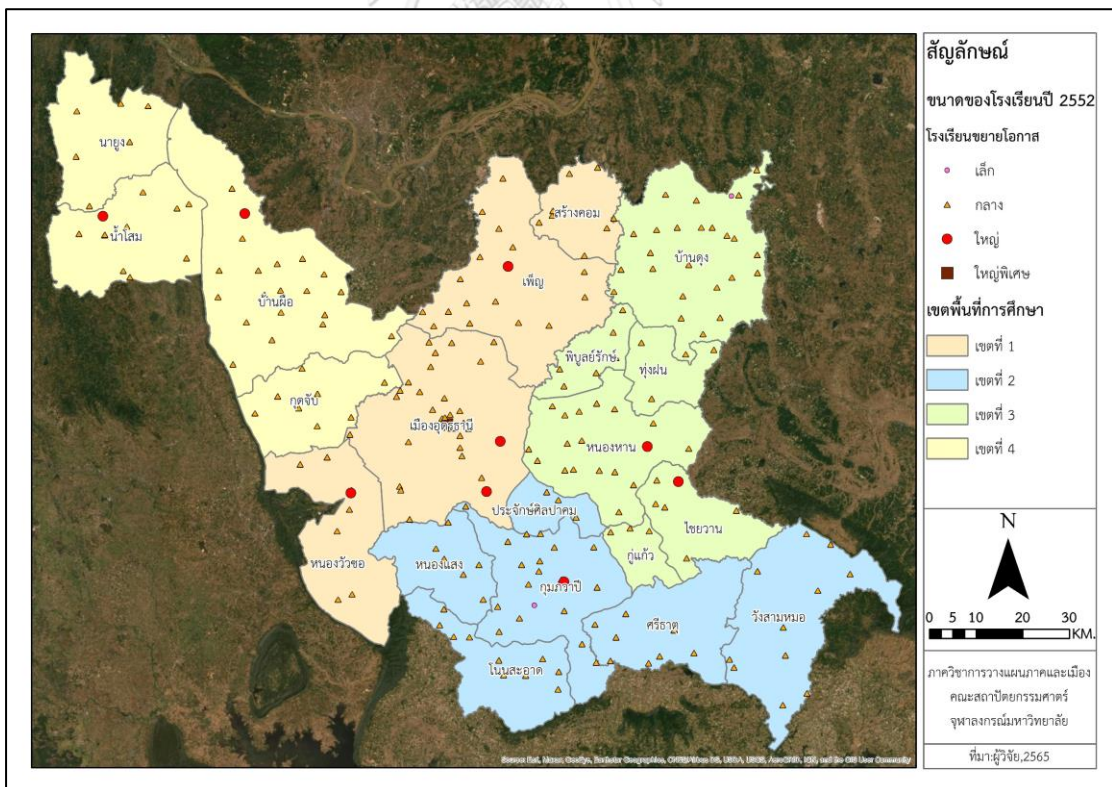 นายูง
น้ำโสม
บ้านผือ
กุดจับ
สร้างคอม
เพ็ญ
บ้านดุง
พิบูลย์รักษ์
ทุ่งฝน
เมืองอุดรธานี
หนองหาน
ประจักษ์ศิลปาคม
ไชยวาน
กู่แก้ว
หนองวัวซอ
หนองแสง
กุมภวาปี
ศรีธาตุ
วังสามหมอ
โนนสะอาด
สัญลักษณ์
ขนาดของโรงเรียนปี 2552
โรงเรียนขยายโอกาส
เล็ก
กลาง
ใหญ่
ใหญ่พิเศษ
เขตพื้นที่การศึกษา
เขตที่ 1
เขตที่ 2
เขตที่ 3
เขตที่ 4
N
0 5 10 20 30
KM.
ภาควิชาการวางแผนภาคและเมือง
คณะสถาปัตยกรรมศาตร์
จุฬาลงกรณ์มหาวิทยาลัย
ที่มา:ผู้วิจัย,2565